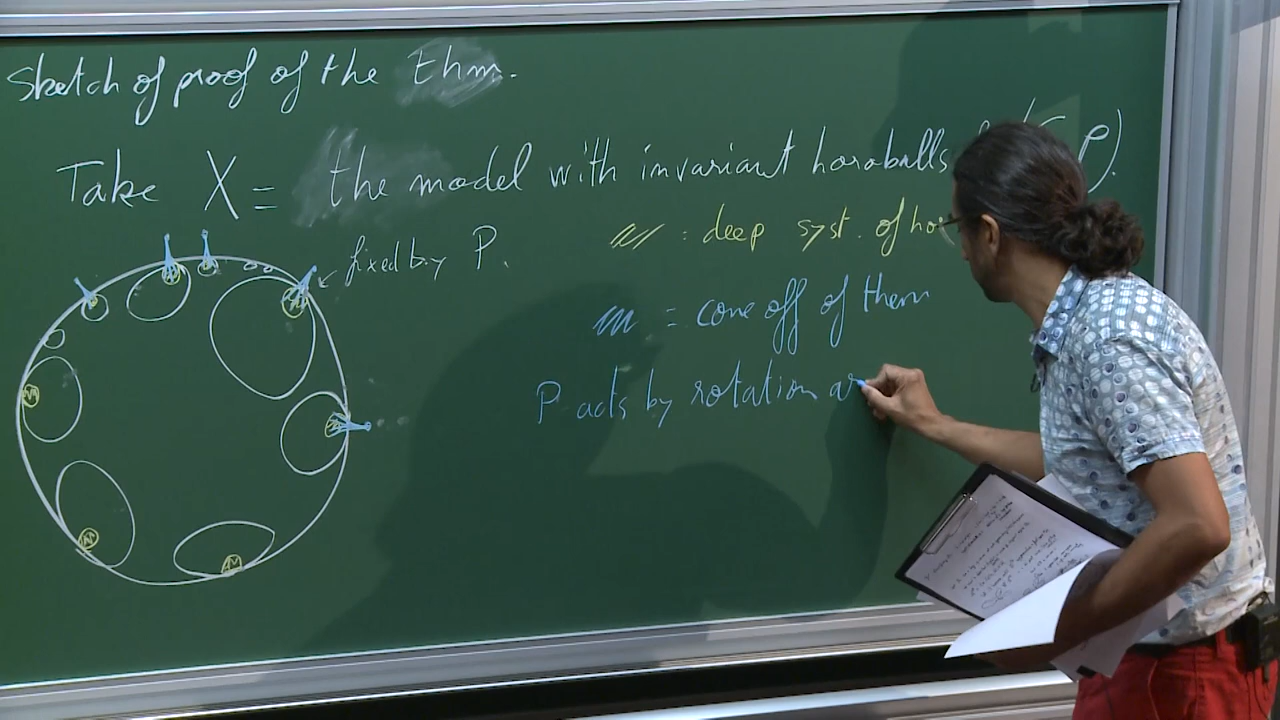 Sketch of proof of the thm.
Take X = the model with invariant horoballs P).
fixed by P.
: deep syst. of
= cone off of them
P acts by rotation